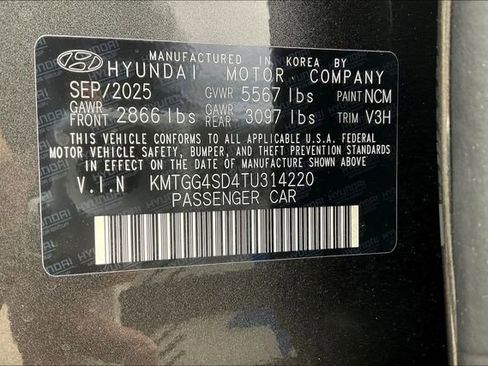 MANUFACTURED IN KOREA BY
HYUNDAI MOTOR COMPANY
SEP/2025 GVWR 5567 lbs PAINT NCM
GAWR FRONT 2866 lbs GAWR REAR 3097 lbs TRIM V3H
THIS VEHICLE CONFORMS TO ALL APPLICABLE U.S.A. FEDERAL
MOTOR VEHICLE SAFETY, BUMPER, AND THEFT PREVENTION STANDARDS
IN EFFECT ON THE DATE OF MANUFACTURE SHOWN ABOVE.
V.I.N KMTGG4SD4TU314220
PASSENGER CAR